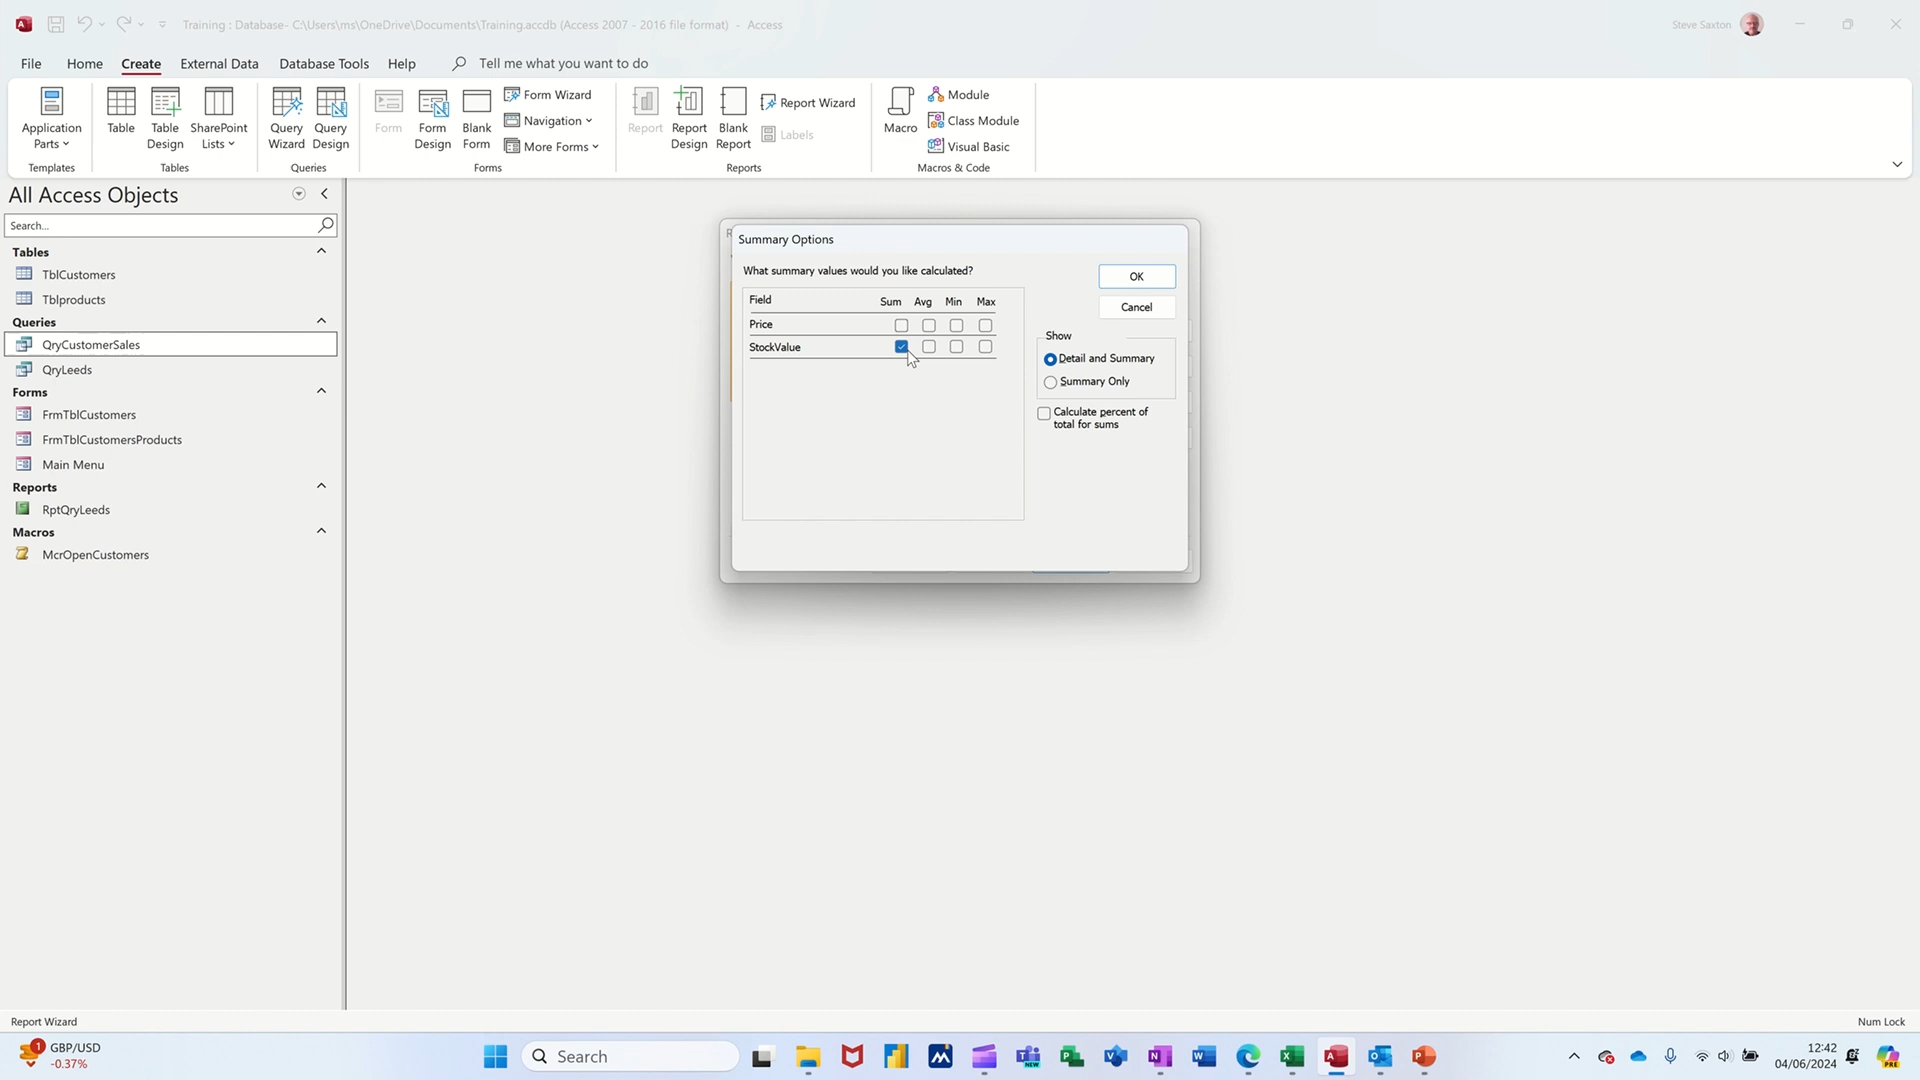 Training : Database- C:\Users\ms\OneDrive\Documents\Training.accdb (Access 2007 - 2016 file format)  -  Access
Steve Saxton
File
Home
Create
External Data
Database Tools
Help
Tell me what you want to do
Application
Parts
Templates
Table
Table
Design
SharePoint
Lists
Tables
Query
Wizard
Query
Design
Queries
Form
Form
Design
Blank
Form
Form Wizard
Navigation
More Forms
Forms
Report
Report
Design
Blank
Report
Report Wizard
Labels
Reports
Macro
Module
Class Module
Visual Basic
Macros & Code
All Access Objects
Search...
Tables
TblCustomers
Tblproducts
Queries
QryCustomerSales
QryLeeds
Forms
FrmTblCustomers
FrmTblCustomersProducts
Main Menu
Reports
RptQryLeeds
Macros
McrOpenCustomers
Summary Options
What summary values would you like calculated?
Field Sum Avg Min Max
Price
StockValue
OK
Cancel
Show
Detail and Summary
Summary Only
Calculate percent of
total for sums
Report Wizard
Num Lock
1
GBP/USD
-0.37%
Search
NEW
12:42
04/06/2024
PRE